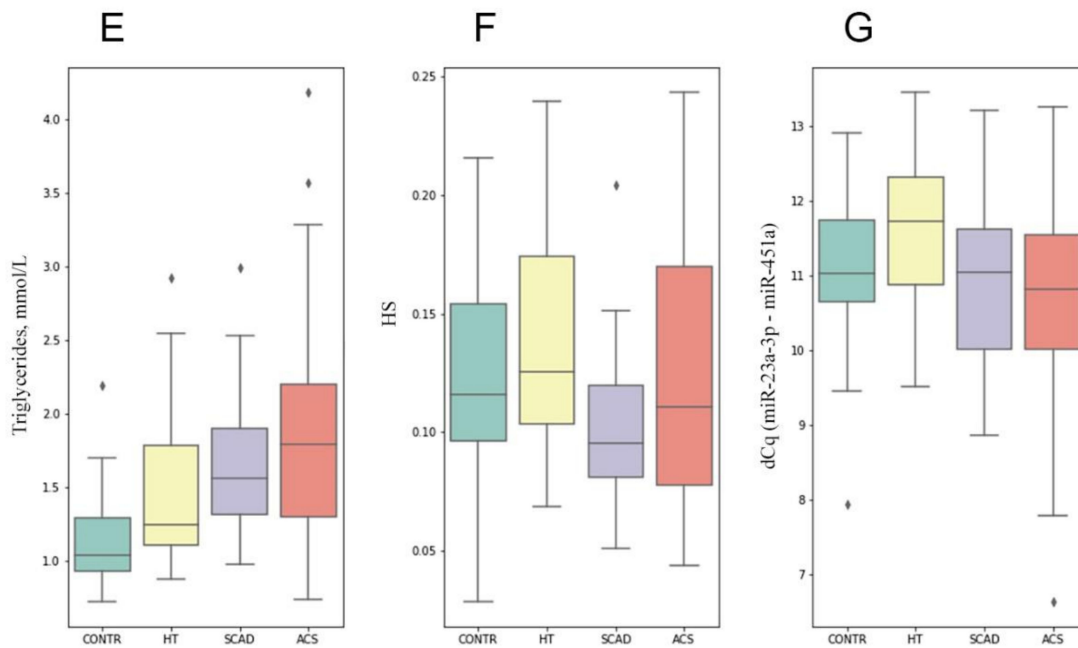 E
F
G
Triglycerides, mmol/L
4.0
3.5
3.0
2.5
2.0
1.5
1.0
CONTR HT SCAD ACS
HS
0.25
0.20
0.15
0.10
0.05
CONTR HT SCAD ACS
dCq (miR-23a-3p - miR-451a)
13
12
11
10
9
8
7
CONTR HT SCAD ACS